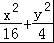 x²/16 + y²/4